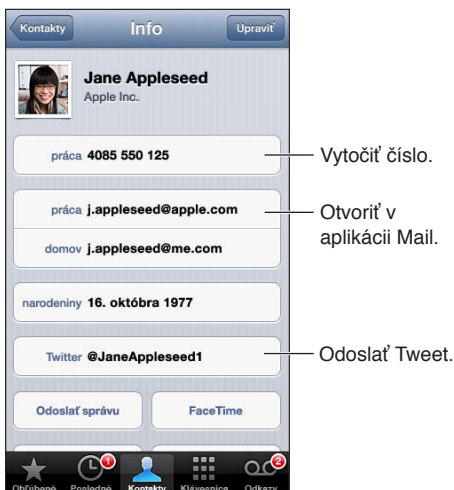 Kontakty
Info
Upraviť
Jane Appleseed
Apple Inc.
práca 4085 550 125
Vytočiť číslo.
práca j.appleseed@apple.com
Otvoriť v
aplikácii Mail.
domov j.appleseed@me.com
narodeniny 16. októbra 1977
Twitter @JaneAppleseed1
Odoslať Tweet.
Odoslať správu
FaceTime
1
2
Obľúbené
Posledné
Kontakty
Klávesnica
Odkazy